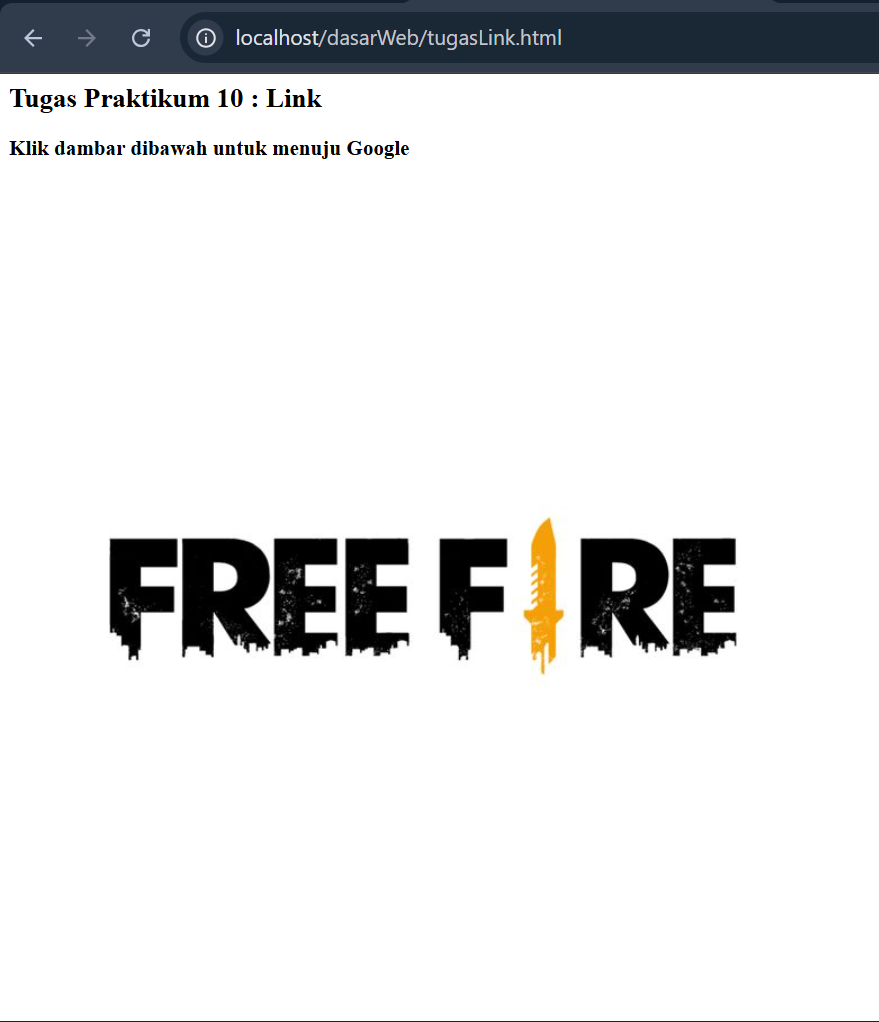 localhost/dasarWeb/tugasLink.html
Tugas Praktikum 10 : Link
Klik dambar dibawah untuk menuju Google
FREE FIRE